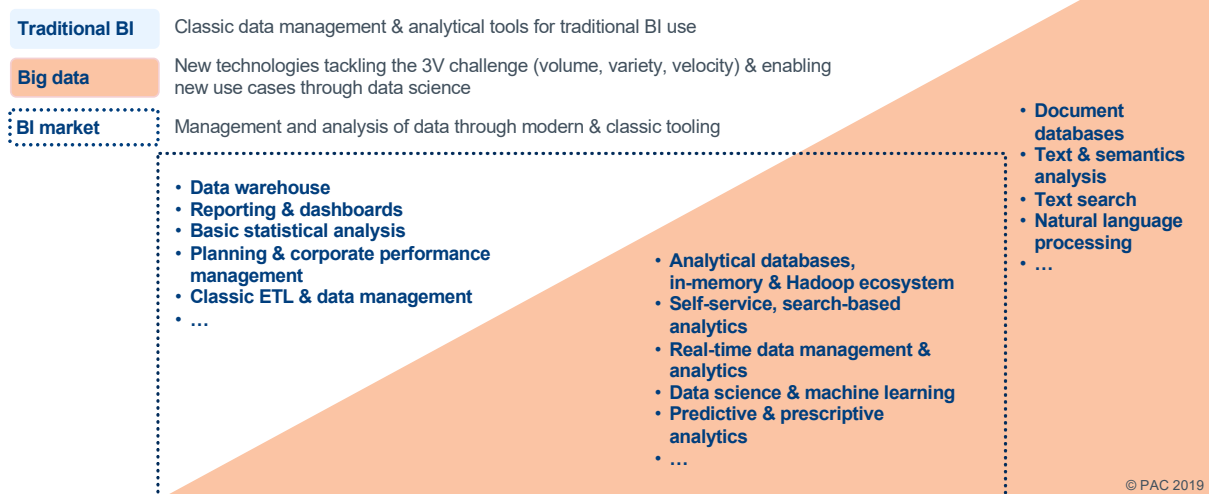 Traditional BI
Classic data management & analytical tools for traditional BI use
Big data
New technologies tackling the 3V challenge (volume, variety, velocity) & enabling
new use cases through data science
BI market
Management and analysis of data through modern & classic tooling
• Data warehouse
• Reporting & dashboards
• Basic statistical analysis
• Planning & corporate performance
management
• Classic ETL & data management
• …
• Analytical databases,
in-memory & Hadoop ecosystem
• Self-service, search-based
analytics
• Real-time data management &
analytics
• Data science & machine learning
• Predictive & prescriptive
analytics
• …
• Document
databases
• Text & semantics
analysis
• Text search
• Natural language
processing
• …
© PAC 2019